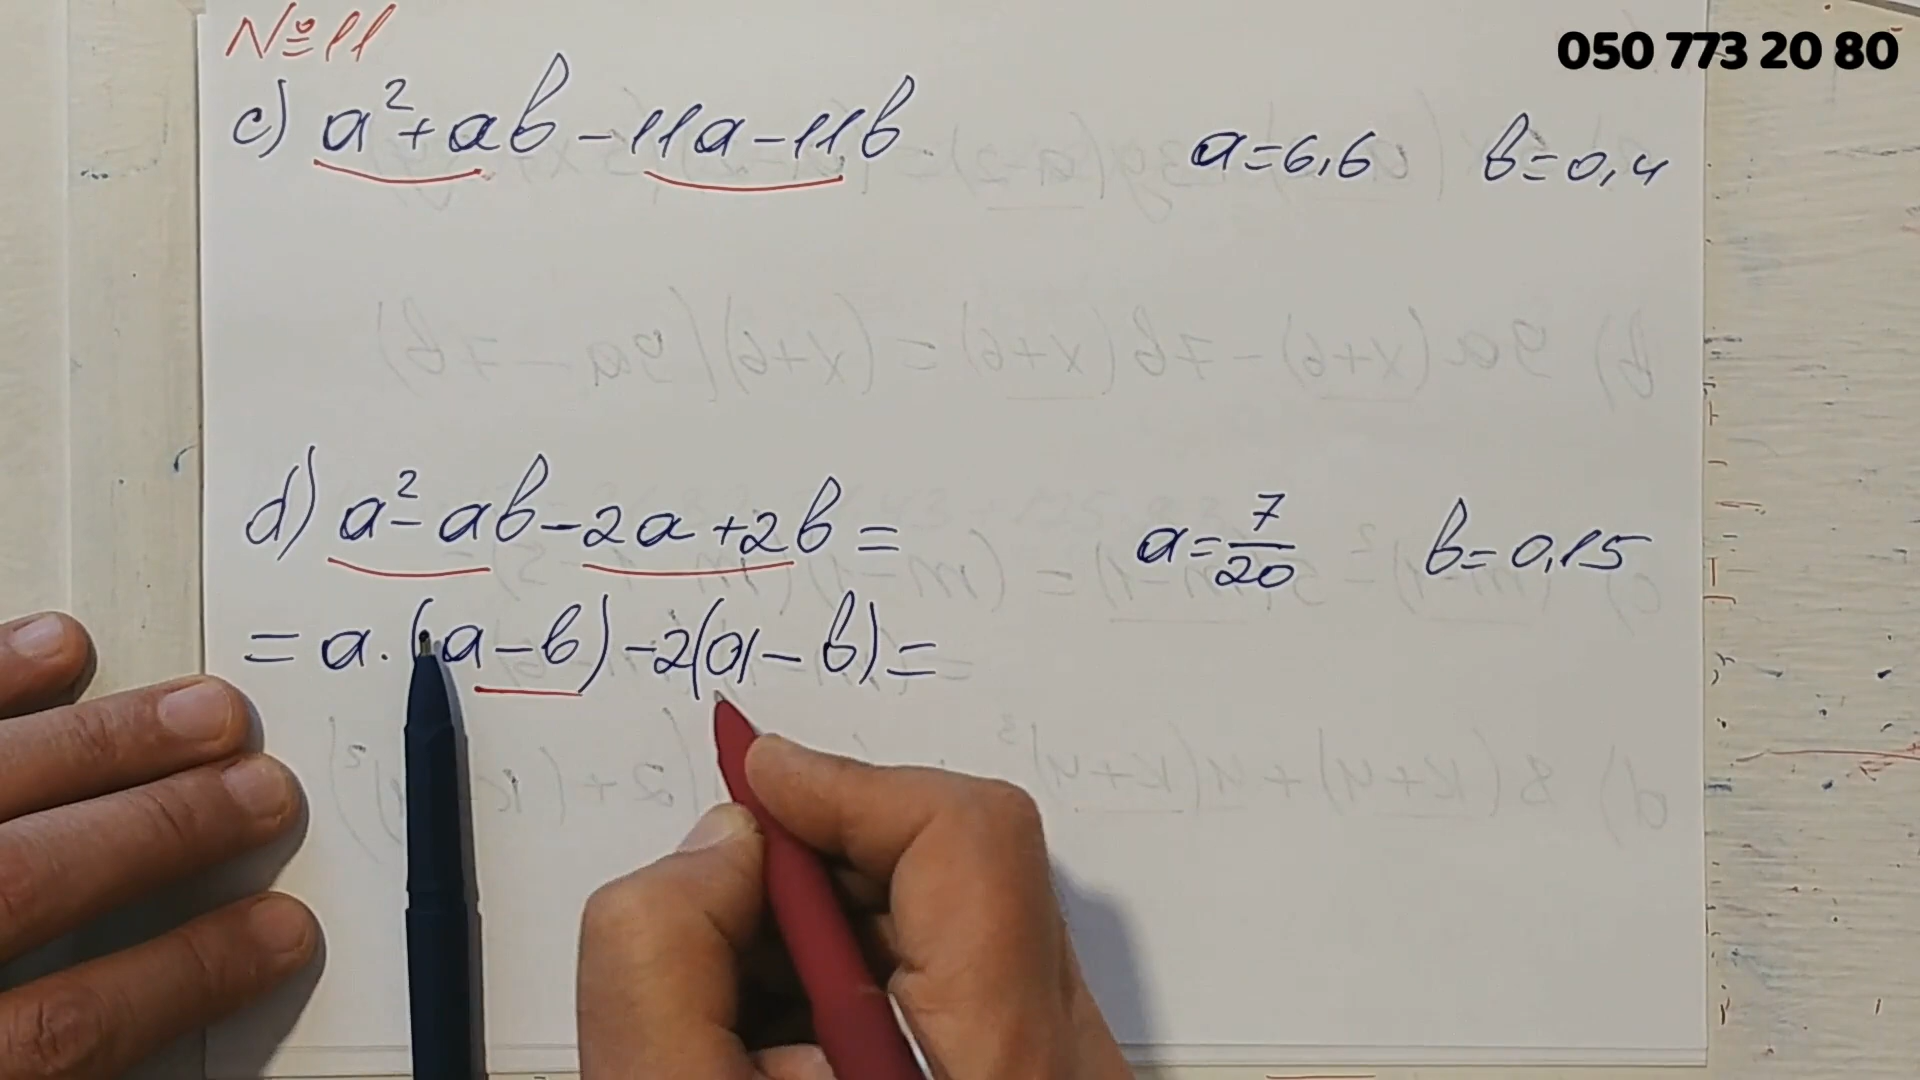 050 773 20 80
№11
c) a²+ab-11a-11b a=6,6 b=0,4
d) a²-ab-2a+2b= a=7/20 b=0,15
=a·(a-b)-2(a-b)=